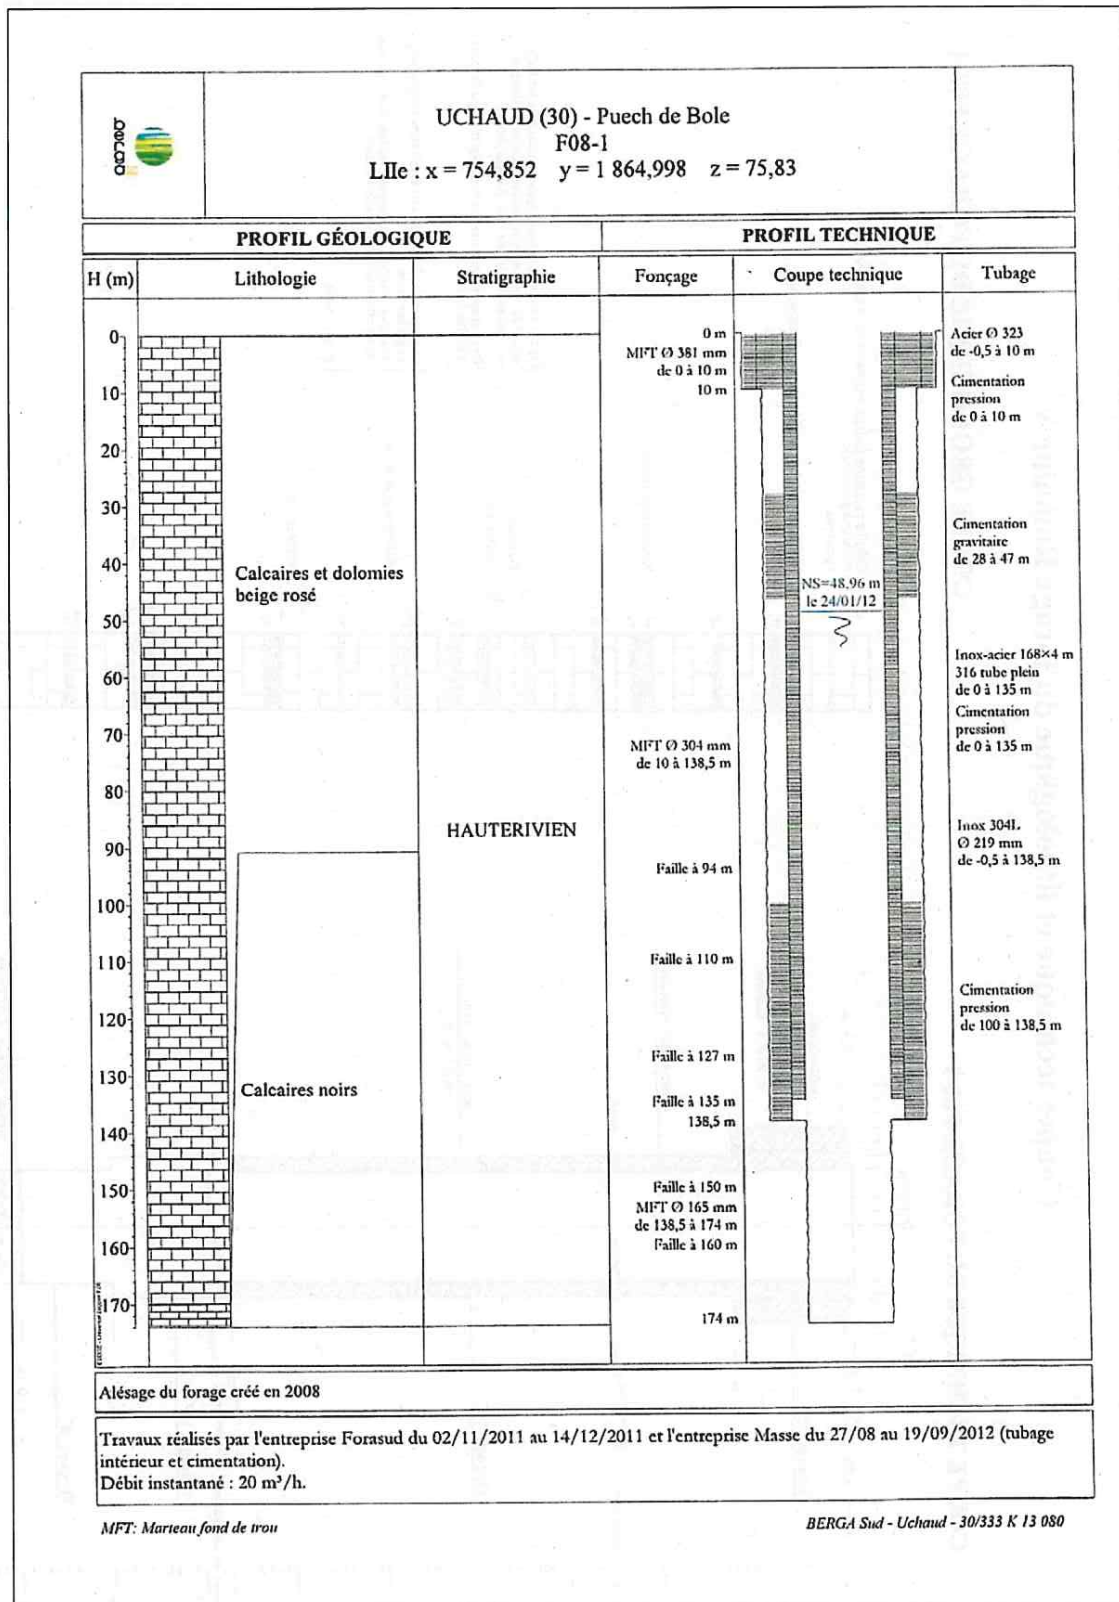 berga
UCHAUD (30) - Puech de Bole
F08-1
LIIe : x = 754,852 y = 1 864,998 z = 75,83
PROFIL GÉOLOGIQUE
PROFIL TECHNIQUE
H (m)
Lithologie
Stratigraphie
Fonçage
Coupe technique
Tubage
0
10
20
30
40
50
60
70
80
90
100
110
120
130
140
150
160
170
Calcaires et dolomies
beige rosé
Calcaires noirs
HAUTERIVIEN
0 m
MFT Ø 381 mm
de 0 à 10 m
10 m
MFT Ø 304 mm
de 10 à 138,5 m
Faille à 94 m
Faille à 110 m
Faille à 127 m
Faille à 135 m
138,5 m
Faille à 150 m
MFT Ø 165 mm
de 138,5 à 174 m
Faille à 160 m
174 m
NS=48.96 m
le 24/01/12
Acier Ø 323
de -0,5 à 10 m
Cimentation
pression
de 0 à 10 m
Cimentation
gravitaire
de 28 à 47 m
Inox-acier 168×4 m
316 tube plein
de 0 à 135 m
Cimentation
pression
de 0 à 135 m
Inox 304L
Ø 219 mm
de -0,5 à 138,5 m
Cimentation
pression
de 100 à 138,5 m
Alésage du forage créé en 2008
Travaux réalisés par l'entreprise Forasud du 02/11/2011 au 14/12/2011 et l'entreprise Masse du 27/08 au 19/09/2012 (tubage
intérieur et cimentation).
Débit instantané : 20 m³/h.
MFT: Marteau fond de trou
BERGA Sud - Uchaud - 30/333 K 13 080